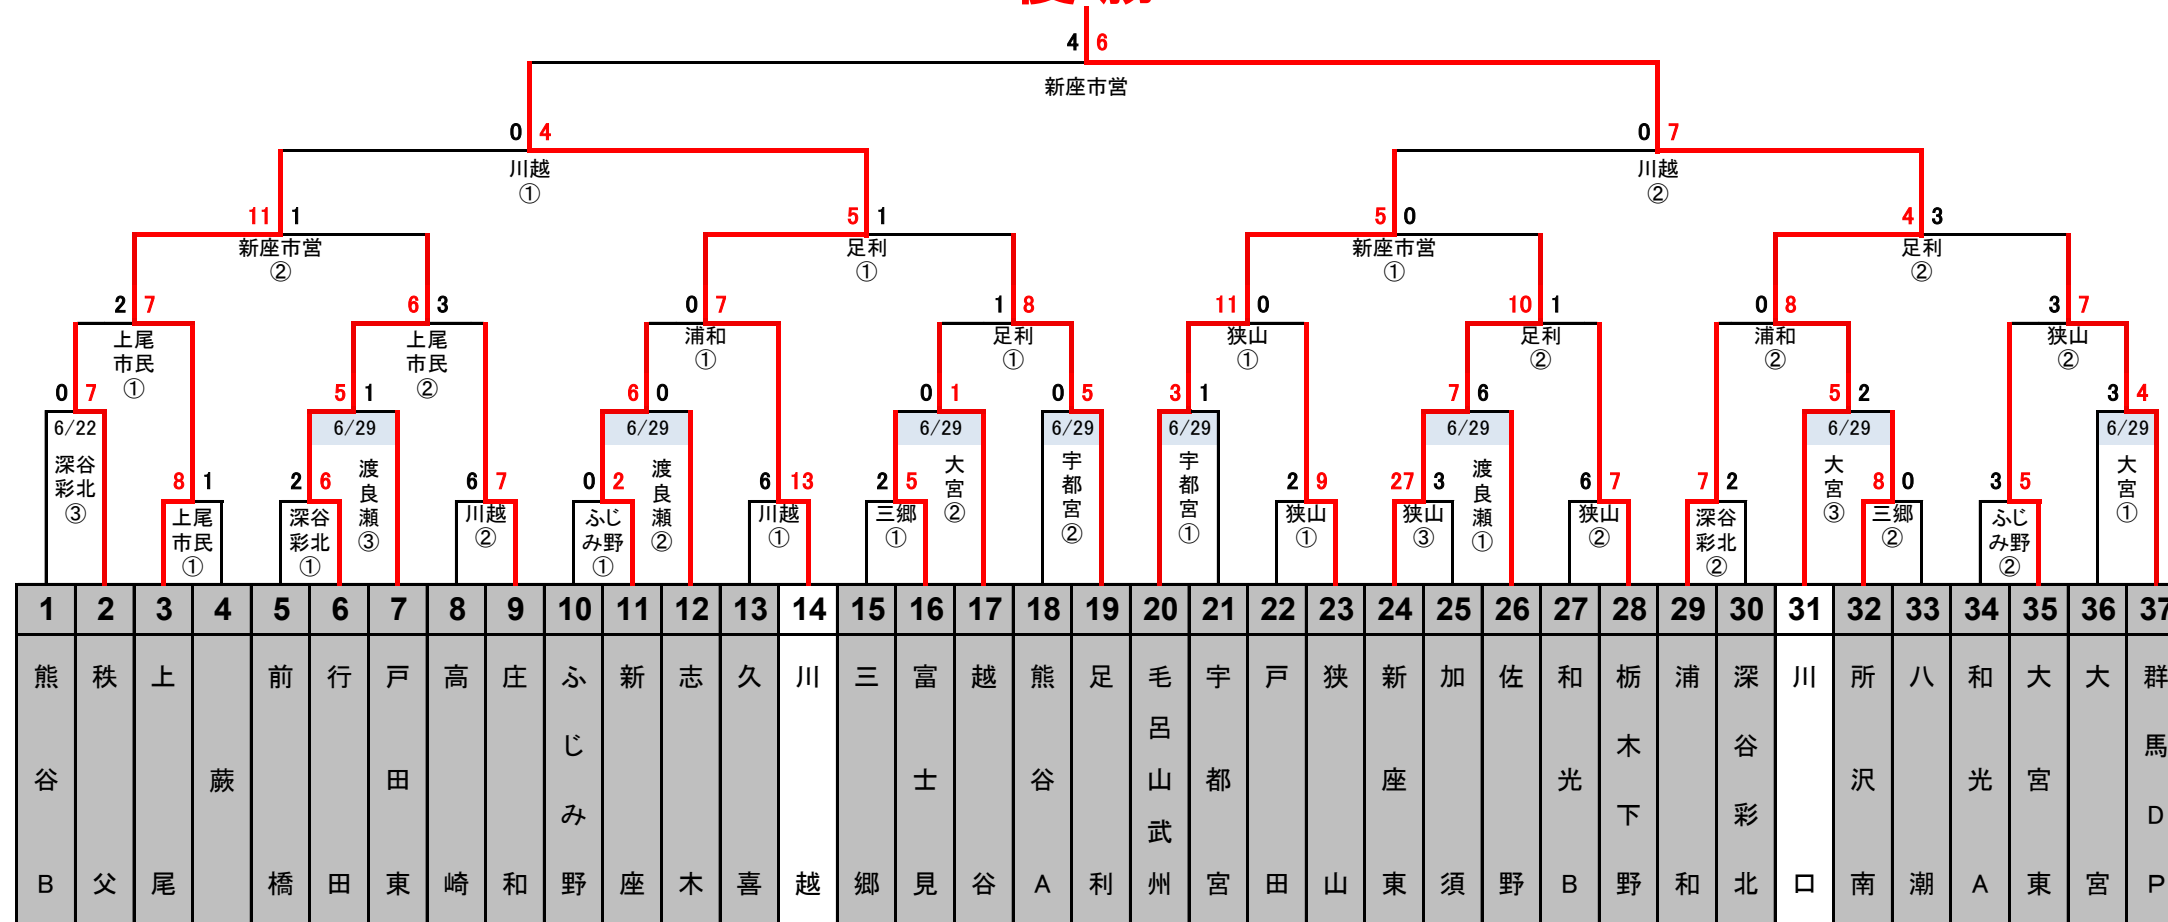 優勝
4 6
新座市営
0 4
川越
①
0 7
川越
②
11 1
新座市営
②
5 1
足利
①
5 0
新座市営
①
4 3
足利
②
2 7
上尾
市民
①
6 3
上尾
市民
②
0 7
浦和
①
1 8
足利
①
11 0
狭山
①
10 1
足利
②
0 8
浦和
②
3 7
狭山
②
0 7
6/22
深谷
彩北
③
5 1
6/29
渡良瀬③
6 0
6/29
渡良瀬②
0 1
6/29
大宮②
0 5
6/29
宇都宮②
3 1
6/29
宇都宮①
7 6
6/29
渡良瀬①
5 2
6/29
大宮③
3 4
6/29
大宮①
8 1
上尾
市民
①
2 6
深谷
彩北
①
6 7
川越
②
0 2
ふじ
み野
①
6 13
川越
①
2 5
三郷
①
2 9
狭山
①
27 3
狭山
③
6 7
狭山
②
7 2
深谷
彩北
②
8 0
三郷
②
3 5
ふじ
み野
②
1 2 3 4 5 6 7 8 9 10 11 12 13 14 15 16 17 18 19 20 21 22 23 24 25 26 27 28 29 30 31 32 33 34 35 36 37
熊谷B
秩父
上尾
蕨
前橋
行田
戸田東
高崎
庄和
ふじみ野
新座
志木
久喜
川越
三郷
富士見
越谷
熊谷A
足利
毛呂山武州
宇都宮
戸田
狭山
新座東
加須
佐野
和光B
栃木下野
浦和
深谷彩北
川口
所沢南
八潮
和光A
大宮東
大宮
群馬DP